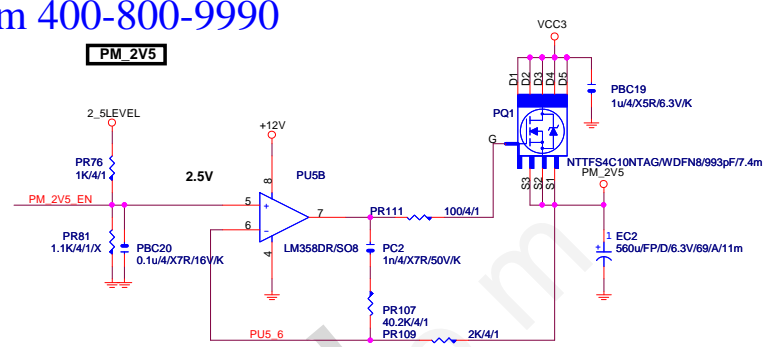 m 400-800-9990
PM_2V5
VCC3
D1
D2
D3
D4
D5
PBC19
1u/4/X5R/6.3V/K
PQ1
G
NTTFS4C10NTAG/WDFN8/993pF/7.4m
S3
S2
S1
PM_2V5
2_5LEVEL
+12V
PR76
1K/4/1
2.5V
PU5B
8
PM_2V5_EN
5
+
7
6
-
4
PR111
100/4/1
LM358DR/SO8
PR81
1.1K/4/1/X
PBC20
0.1u/4/X7R/16V/K
PC2
1n/4/X7R/50V/K
1
+
EC2
560u/FP/D/6.3V/69/A/11m
PR107
40.2K/4/1
PU5_6
PR109
2K/4/1